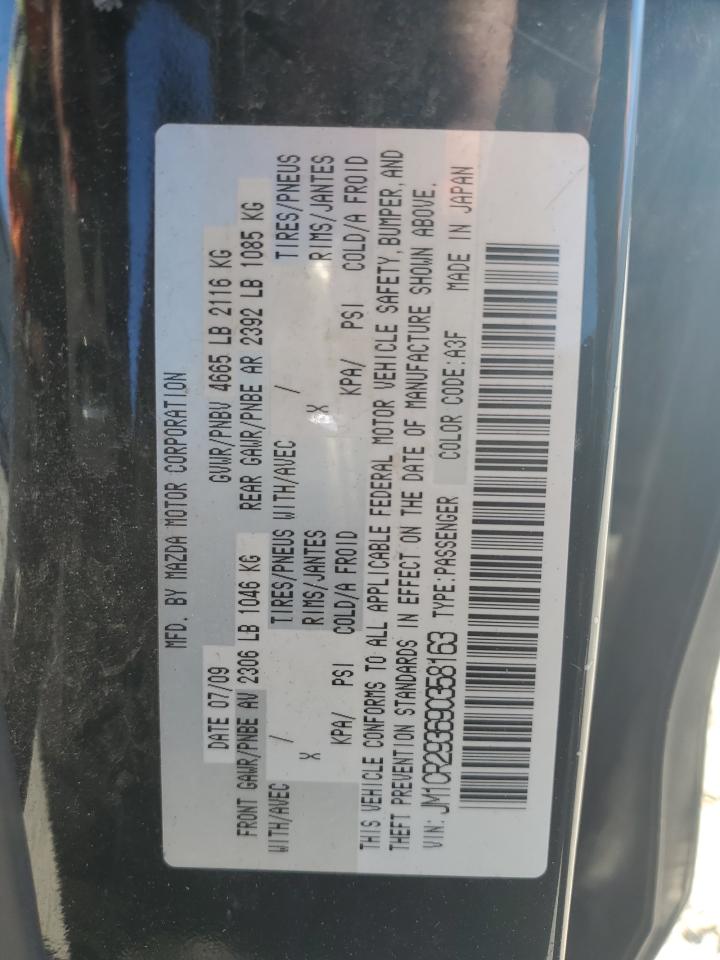 MFD. BY MAZDA MOTOR CORPORATION
DATE 07/09 GVWR/PNBV 4665 LB 2116 KG
FRONT GAWR/PNBE AV 2306 LB 1046 KG REAR GAWR/PNBE AR 2392 LB 1085 KG
WITH/AVEC / TIRES/PNEUS WITH/AVEC / TIRES/PNEUS
X RIMS/JANTES X RIMS/JANTES
KPA/ PSI COLD/A FROID KPA/ PSI COLD/A FROID
THIS VEHICLE CONFORMS TO ALL APPLICABLE FEDERAL MOTOR VEHICLE SAFETY, BUMPER, AND
THEFT PREVENTION STANDARDS IN EFFECT ON THE DATE OF MANUFACTURE SHOWN ABOVE.
VIN: JM1CR293690358163 TYPE:PASSENGER COLOR CODE:A3F MADE IN JAPAN